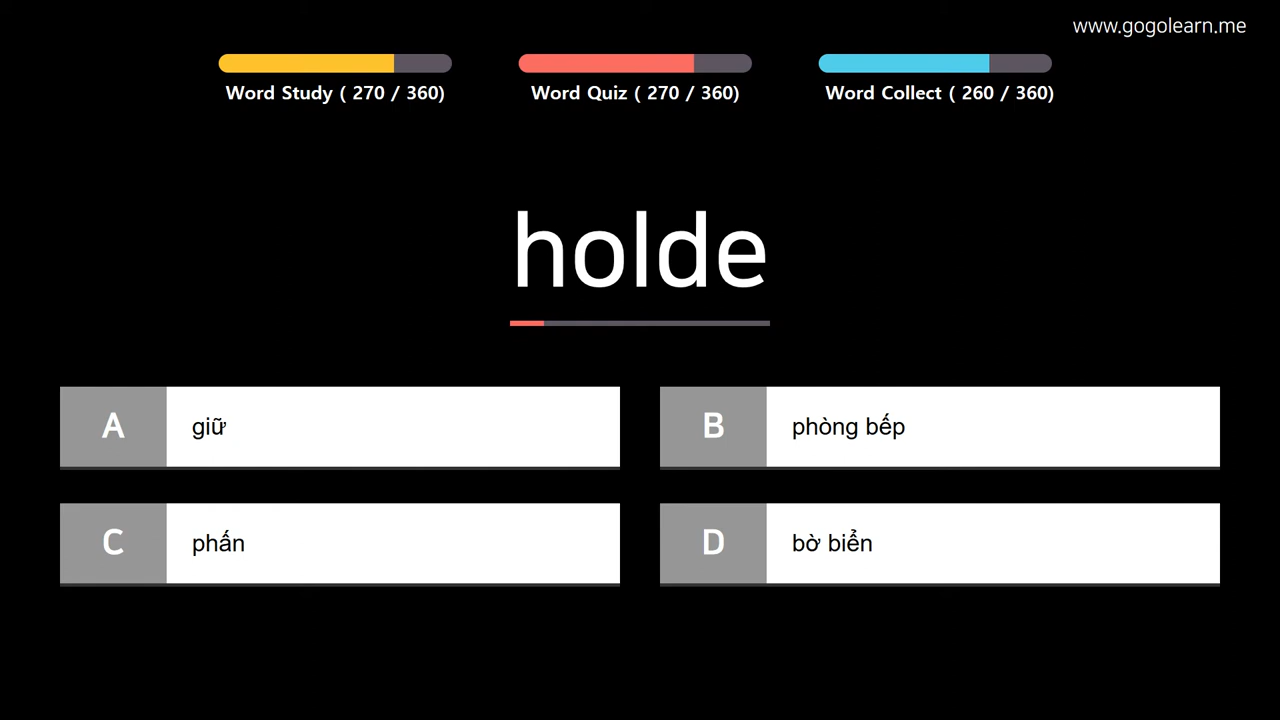 www.gogolearn.me
Word Study ( 270 / 360)
Word Quiz ( 270 / 360)
Word Collect ( 260 / 360)
holde
A giữ
B phòng bếp
C phấn
D bờ biển